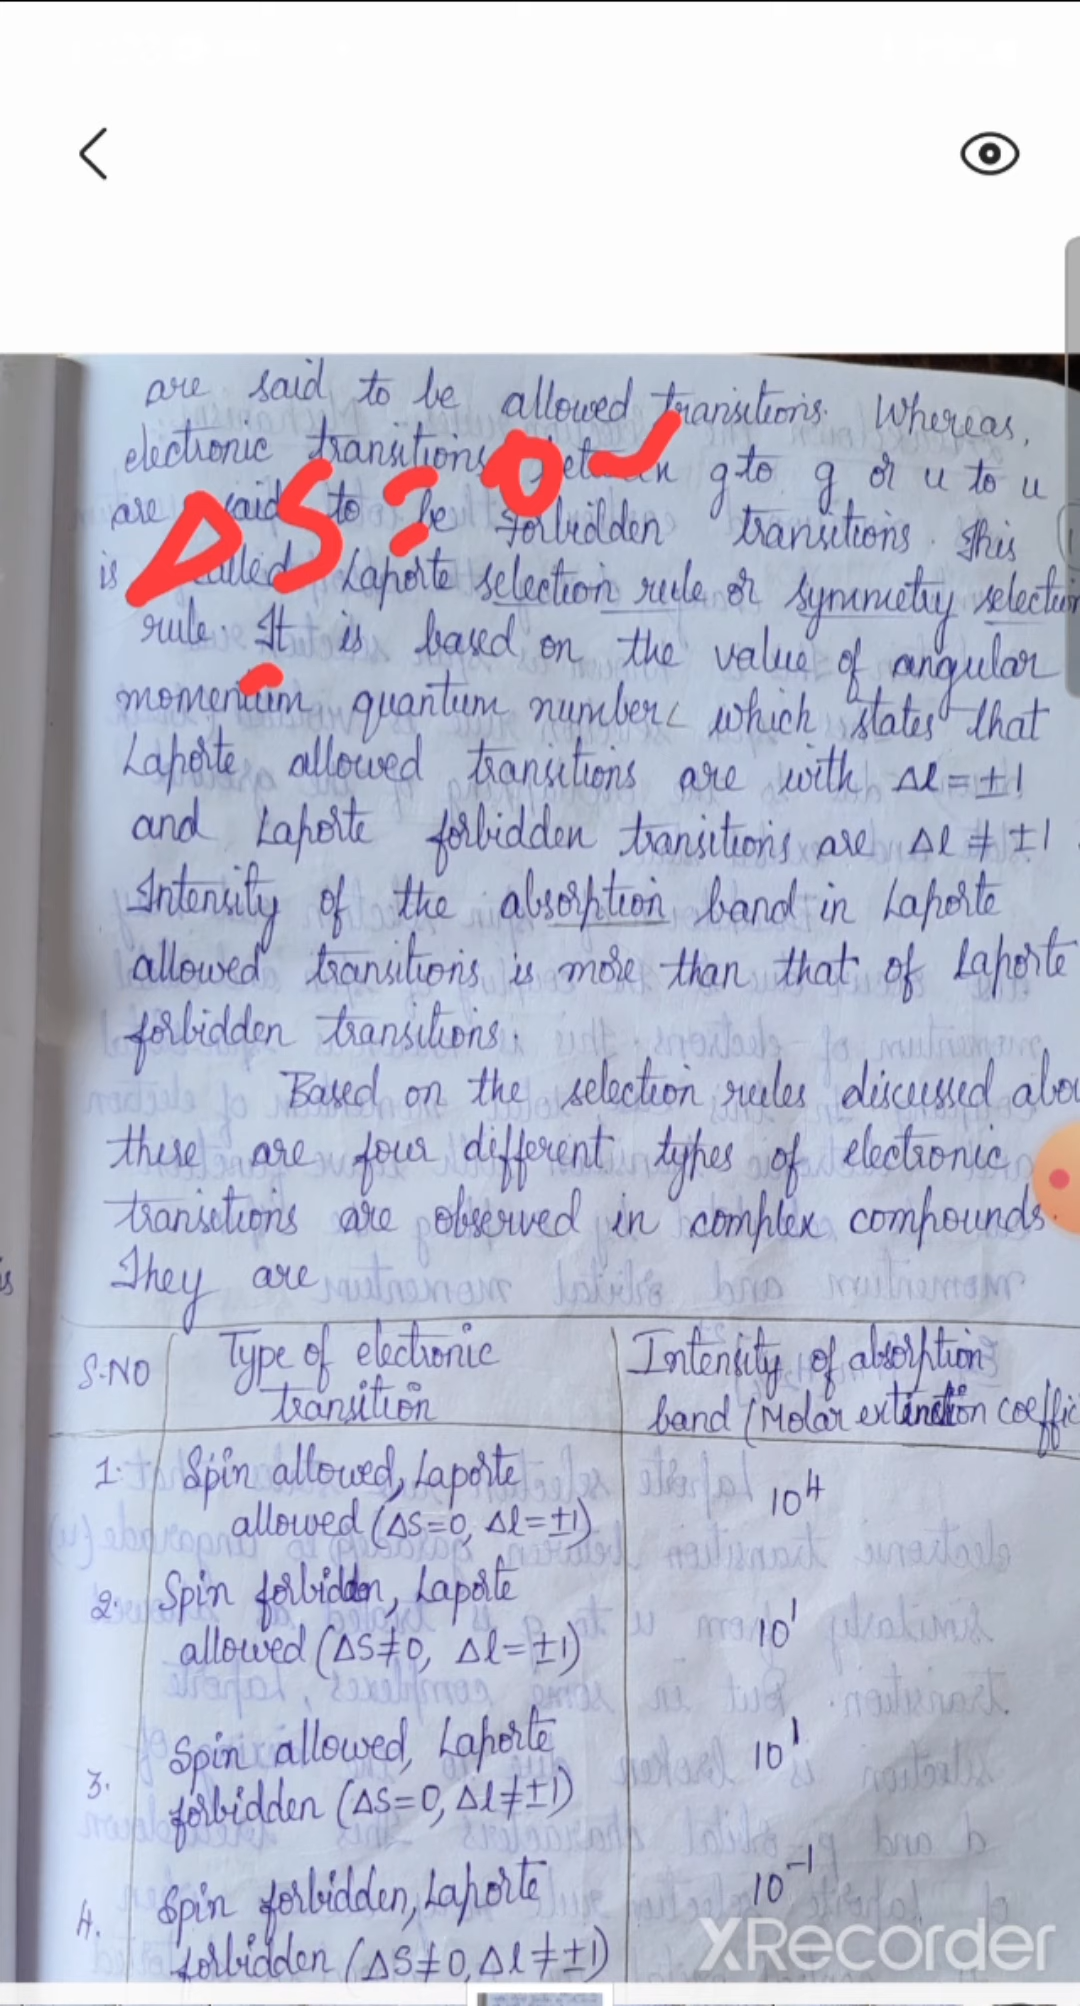 are said to be allowed transitions. Whereas,
electronic transitions between g to g or u to u
are said to be forbidden transitions. This
is called Laporte selection rule or symmetry selection
rule. It is based on the value of angular
momentum quantum number which states that
Laporte allowed transitions are with Δl = ±1
and Laporte forbidden transitions are Δl ≠ ±1
Intensity of the absorption band in Laporte
allowed transitions is more than that of Laporte
forbidden transitions.
Based on the selection rules discussed abo
these are four different types of electronic
transitions are observed in complex compounds.
They are
S.NO Type of electronic transition Intensity of absorption band (Molar extinction coeffic
1. Spin allowed, Laporte
allowed (ΔS=0, Δl=±1) 10⁴
2. Spin forbidden, Laporte
allowed (ΔS≠0, Δl=±1) 10¹
3. Spin allowed, Laporte
forbidden (ΔS=0, Δl≠±1) 10¹
4. Spin forbidden, Laporte
forbidden (ΔS≠0, Δl≠±1) 10⁻¹
ΔS=0
XRecorder